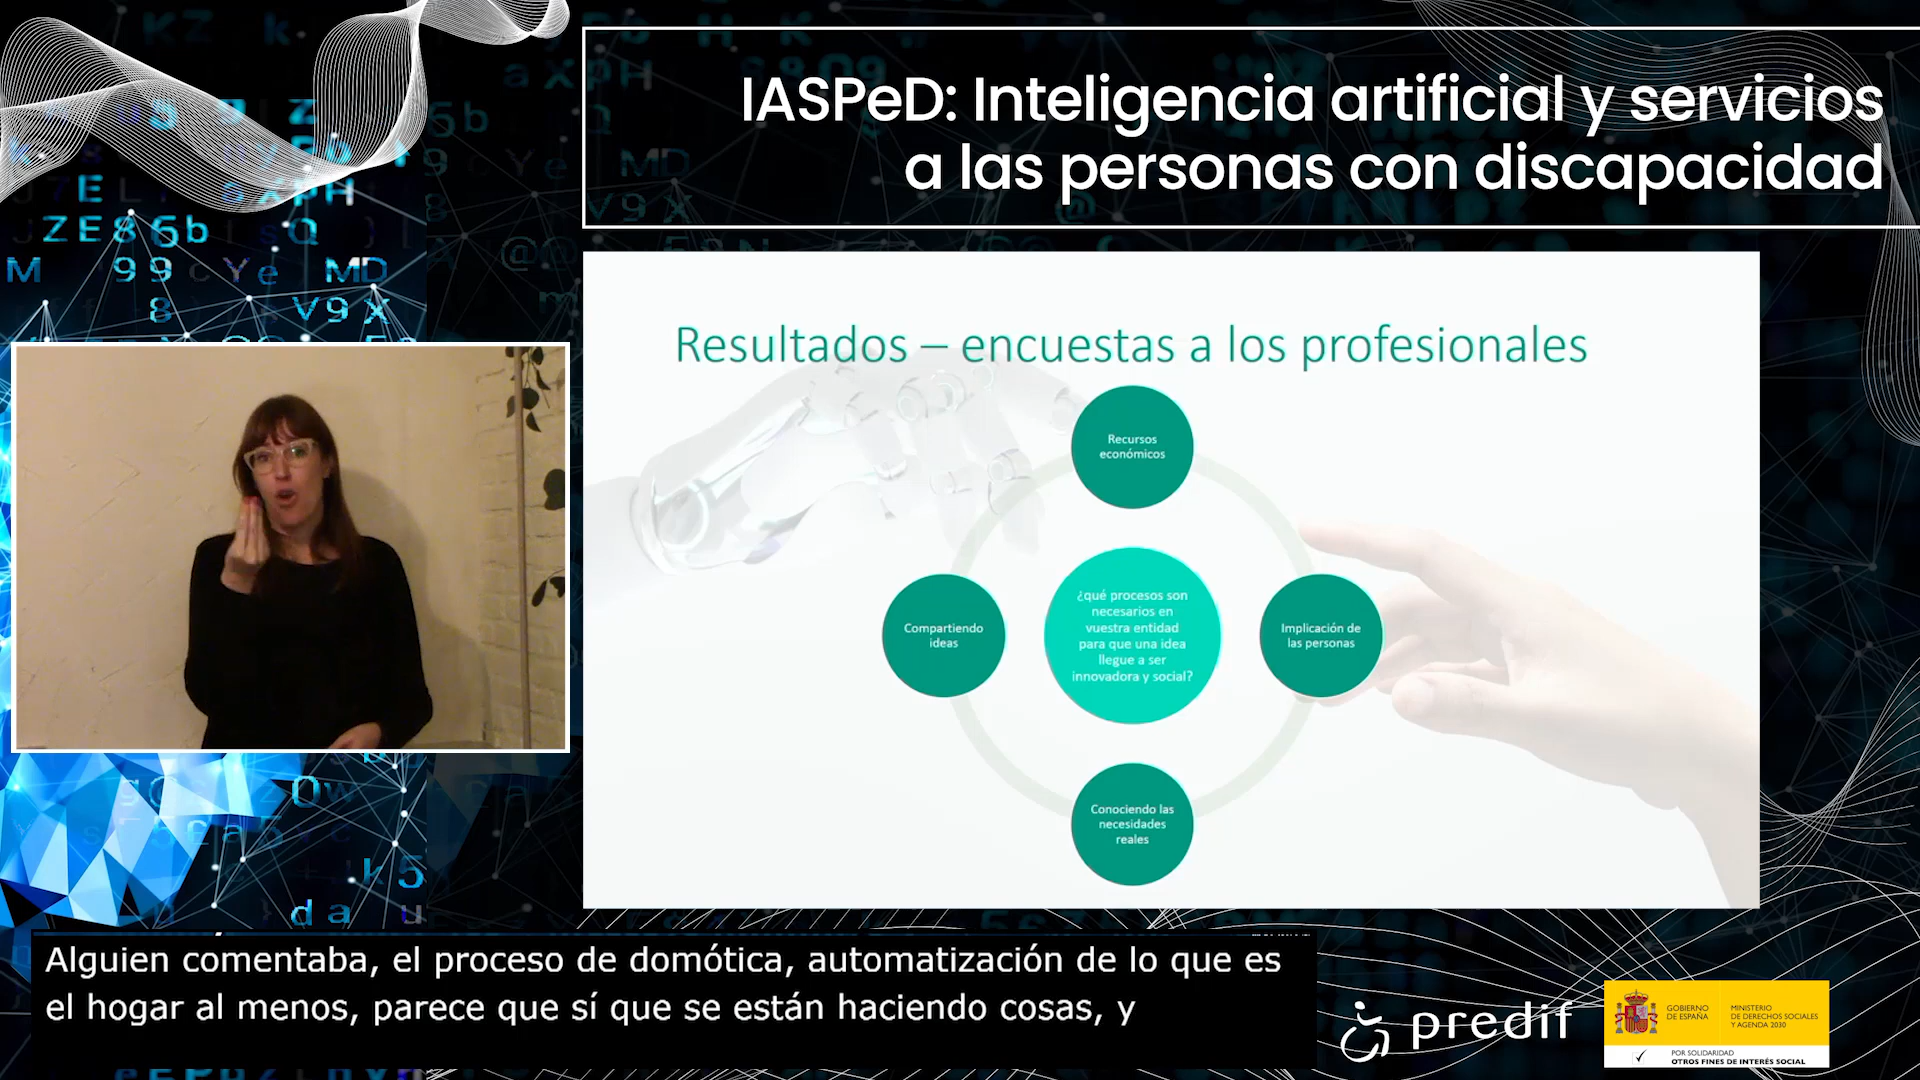 IASPeD: Inteligencia artificial y servicios
a las personas con discapacidad
Resultados – encuestas a los profesionales
Recursos
económicos
Compartiendo
ideas
¿qué procesos son
necesarios en
vuestra entidad
para que una idea
llegue a ser
innovadora y social?
Implicación de
las personas
Conociendo las
necesidades
reales
Alguien comentaba, el proceso de domótica, automatización de lo que es
el hogar al menos, parece que sí que se están haciendo cosas, y
predif
GOBIERNO
DE ESPAÑA
MINISTERIO
DE DERECHOS SOCIALES
Y AGENDA 2030
POR SOLIDARIDAD
OTROS FINES DE INTERÉS SOCIAL